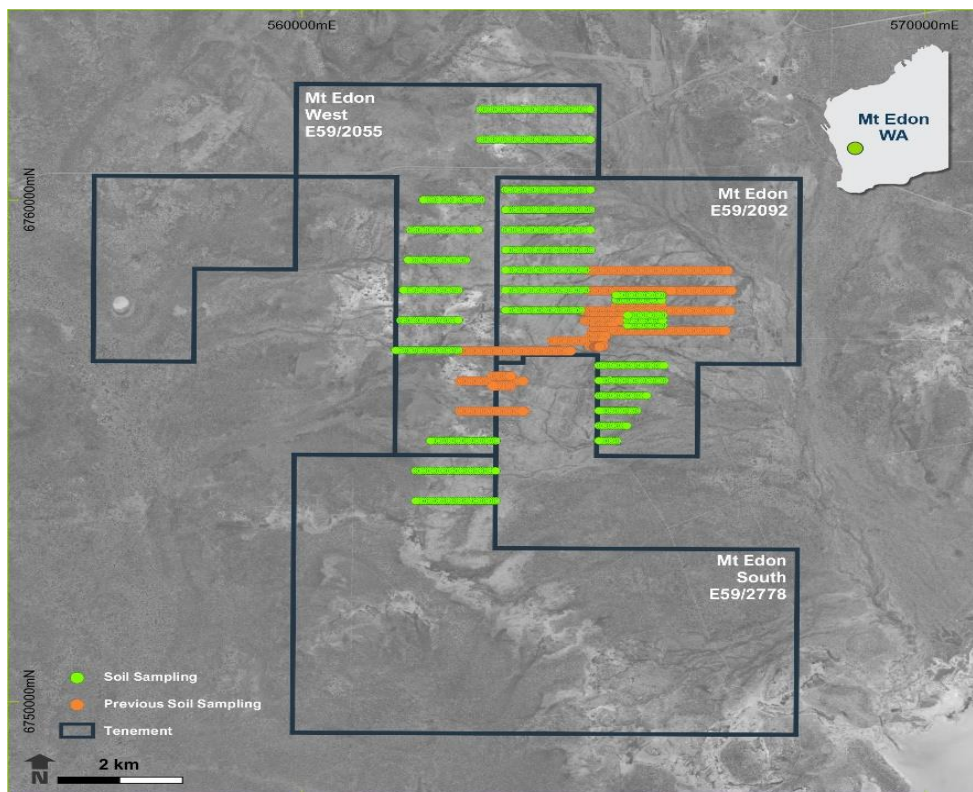 560000mE
570000mE
Mt Edon
West
E59/2055
Mt Edon
WA
6760000mN
Mt Edon
E59/2092
Mt Edon
South
E59/2778
6750000mN
Soil Sampling
Previous Soil Sampling
Tenement
N
2 km